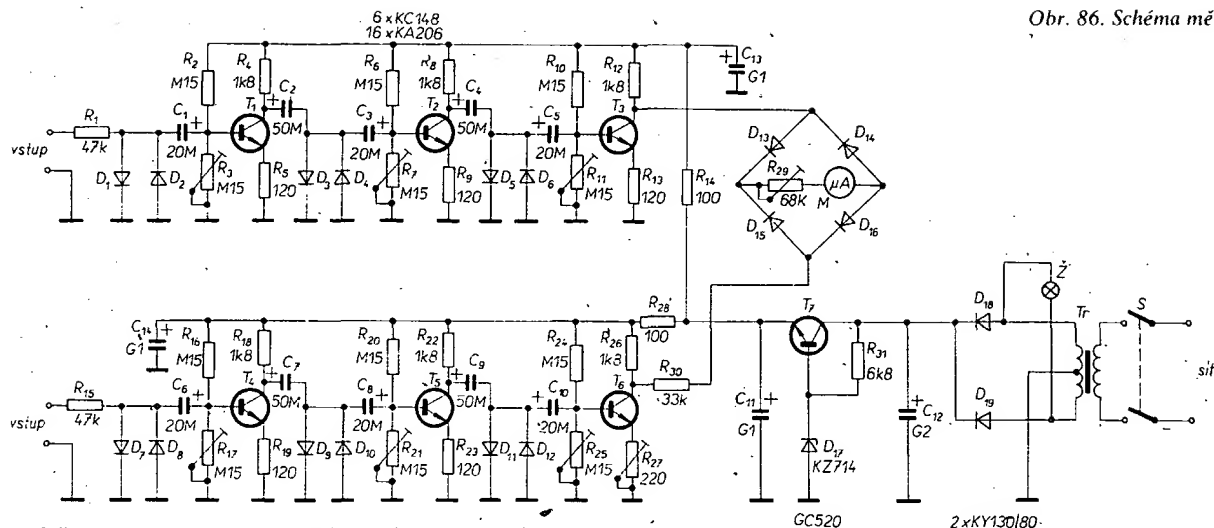 Obr. 86. Schéma mě
6 x KC148
16 x KA206
R2 M15
R4 1k8
C2 50M
R6 M15
R8 1k8
C4 50M
R10 M15
R12 1k8
C13 G1
R1 47k
C1 20M
T1
C3 20M
T2
C5 20M
T3
vstup
D1
D2
R3 M15
R5 120
D3
D4
R7 M15
R9 120
D5
D6
R11 M15
R13 120
R14 100
D13
D14
R29 68k
µA
M
D15
D16
C14 G1
R16 M15
R18 1k8
C7 50M
R20 M15
R22 1k8
C9 50M
R24 M15
R26 1k8
R28 100
T7
D18
Ž
Tr
S
síť
R15 47k
C6 20M
T4
C8 20M
T5
C10 20M
T6
R30 33k
R31 6k8
D19
vstup
D7
D8
R17 M15
R19 120
D9
D10
R21 M15
R23 120
D11
D12
R25 M15
R27 220
C11 G1
D17 KZ714
C12 G2
GC520
2 x KY130/80